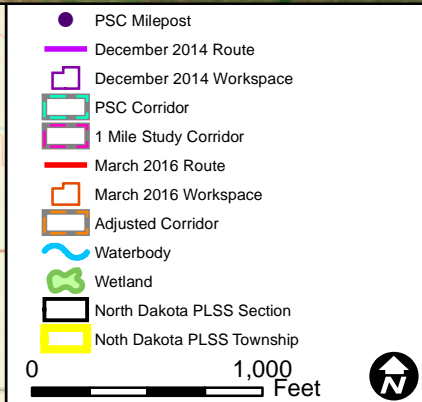 PSC Milepost
December 2014 Route
December 2014 Workspace
PSC Corridor
1 Mile Study Corridor
March 2016 Route
March 2016 Workspace
Adjusted Corridor
Waterbody
Wetland
North Dakota PLSS Section
Noth Dakota PLSS Township
0 1,000
Feet
N